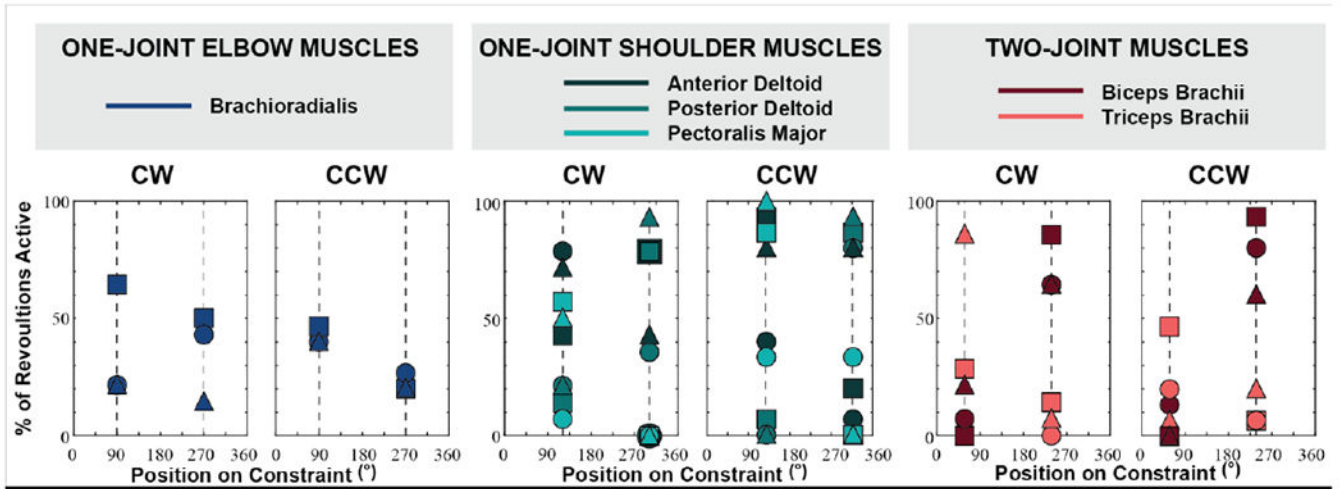 ONE-JOINT ELBOW MUSCLES
Brachioradialis
ONE-JOINT SHOULDER MUSCLES
Anterior Deltoid
Posterior Deltoid
Pectoralis Major
TWO-JOINT MUSCLES
Biceps Brachii
Triceps Brachii
CW CCW CW CCW CW CCW
% of Revoultions Active
100 100 100
50 50 50
0 0 0
0 90 180 270 360 0 90 180 270 360 0 90 180 270 360 0 90 180 270 360 0 90 180 270 360 0 90 180 270 360
Position on Constraint (°) Position on Constraint (°) Position on Constraint (°)